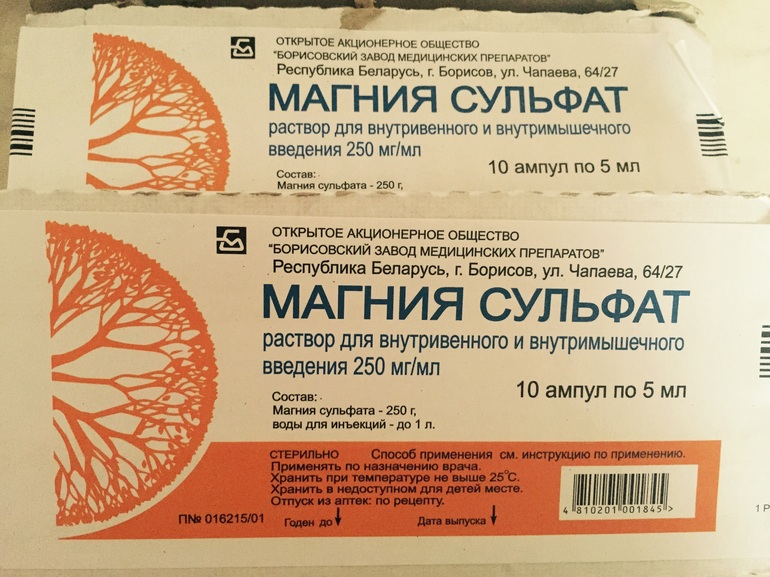 ОТКРЫТОЕ АКЦИОНЕРНОЕ ОБЩЕСТВО
"БОРИСОВСКИЙ ЗАВОД МЕДИЦИНСКИХ ПРЕПАРАТОВ"
Республика Беларусь, г. Борисов, ул. Чапаева, 64/27
МАГНИЯ СУЛЬФАТ
раствор для внутривенного и внутримышечного
введения 250 мг/мл
10 ампул по 5 мл
Состав:
Магния сульфата - 250 г,
ОТКРЫТОЕ АКЦИОНЕРНОЕ ОБЩЕСТВО
"БОРИСОВСКИЙ ЗАВОД МЕДИЦИНСКИХ ПРЕПАРАТОВ"
Республика Беларусь, г. Борисов, ул. Чапаева, 64/27
МАГНИЯ СУЛЬФАТ
раствор для внутривенного и внутримышечного
введения 250 мг/мл
10 ампул по 5 мл
Состав:
Магния сульфата - 250 г,
воды для инъекций - до 1 л.
СТЕРИЛЬНО Способ применения см. инструкцию по применению.
Применять по назначению врача.
Хранить при температуре не выше 25°С.
Хранить в недоступном для детей месте.
Отпуск из аптек: по рецепту.
П№ 016215/01 Годен до Дата выпуска
4 810201 001845 >